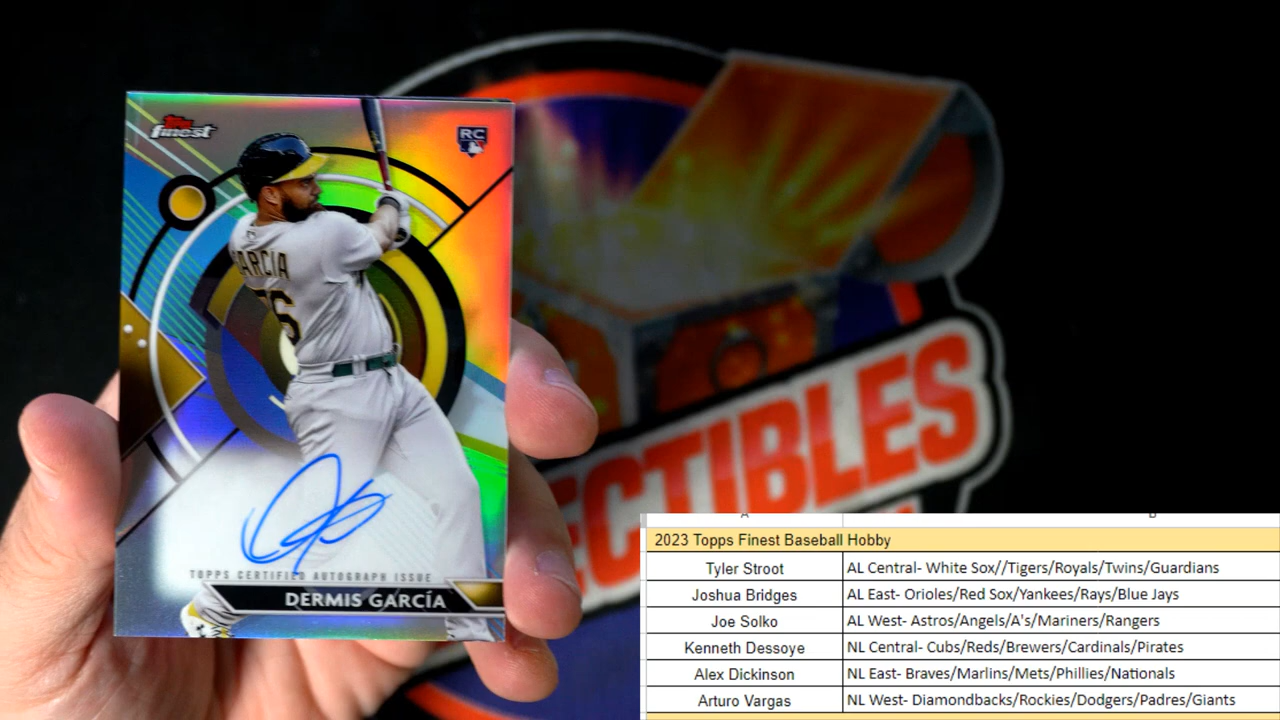 Topps
finest
RC
GARCÍA
76
TOPPS CERTIFIED AUTOGRAPH ISSUE
DERMIS GARCÍA
ECTIBLES
2023 Topps Finest Baseball Hobby
Tyler Stroot AL Central- White Sox//Tigers/Royals/Twins/Guardians
Joshua Bridges AL East- Orioles/Red Sox/Yankees/Rays/Blue Jays
Joe Solko AL West- Astros/Angels/A's/Mariners/Rangers
Kenneth Dessoye NL Central- Cubs/Reds/Brewers/Cardinals/Pirates
Alex Dickinson NL East- Braves/Marlins/Mets/Phillies/Nationals
Arturo Vargas NL West- Diamondbacks/Rockies/Dodgers/Padres/Giants